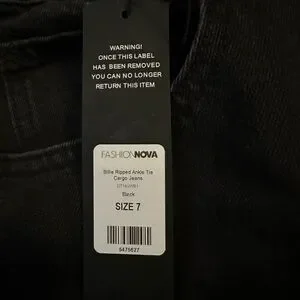 WARNING!
ONCE THIS LABEL
HAS BEEN REMOVED
YOU CAN NO LONGER
RETURN THIS ITEM
FASHIONNOVA
Billie Ripped Ankle Tie
Cargo Jeans
Black
SIZE 7
5475627